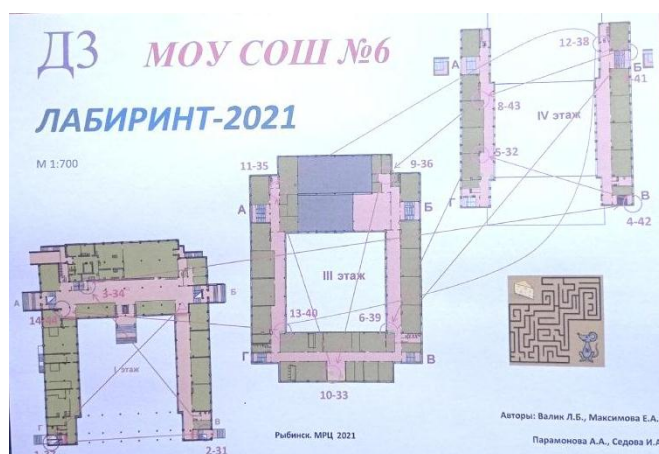 Д3
МОУ СОШ №6
ЛАБИРИНТ-2021
М 1:700
12-38
А
Б
-41
8-43
IV этаж
5-32
Г
В
4-42
11-35
9-36
А
Б
III этаж
13-40
6-39
Г
В
10-33
А
Б
3-34
I этаж
Г
В
2-31
Рыбинск. МРЦ 2021
Авторы: Валик Л.Б., Максимова Е.А.
Парамонова А.А., Седова И.А